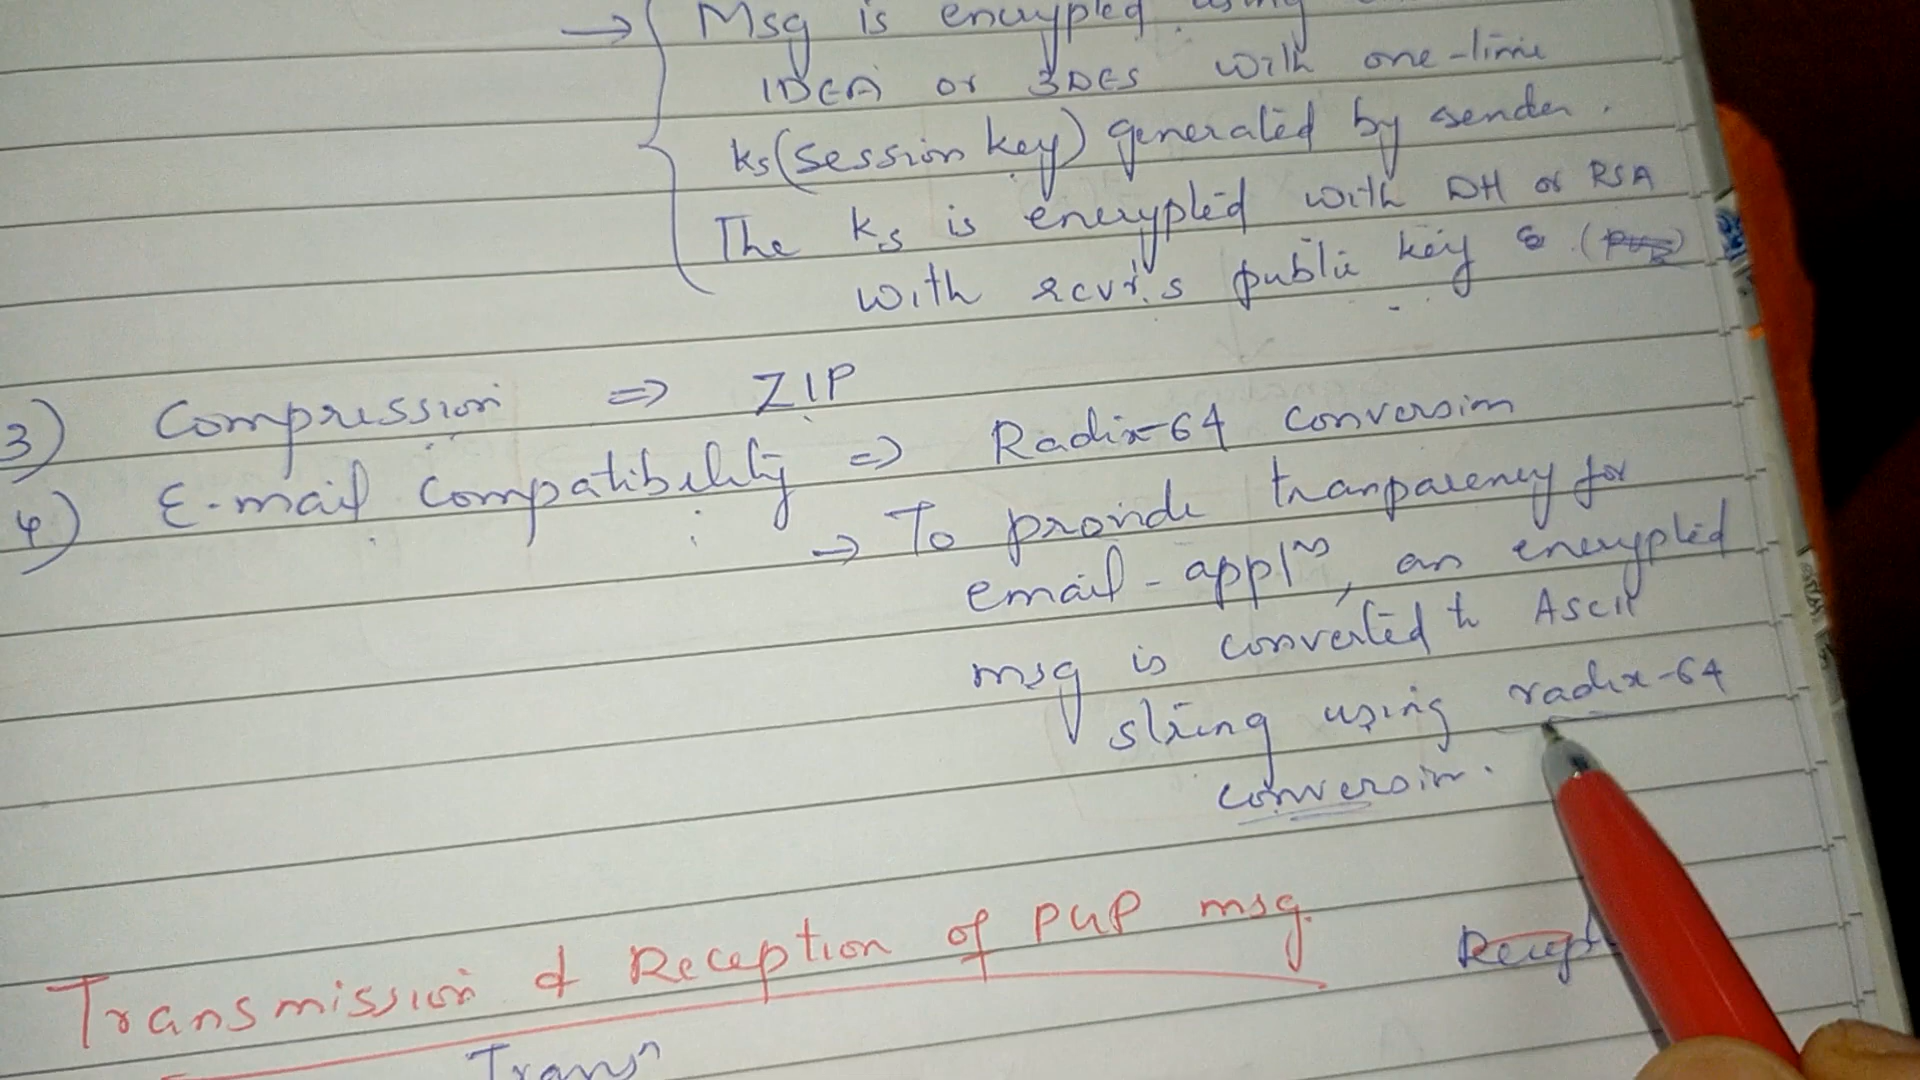 → Msg is encrypted using
IDEA or 3DES with one-time
ks(session key) generated by sender.
The ks is encrypted with DH or RSA
with rcvr's public key
3) Compression ⇒ ZIP
4) E-mail Compatibility ⇒ Radix-64 conversion
→ To provide tranparency for
email-appln, an encrypted
msg is converted to ASCII
string using radix-64
conversion.
Transmission & Reception of PGP msg.
Transn